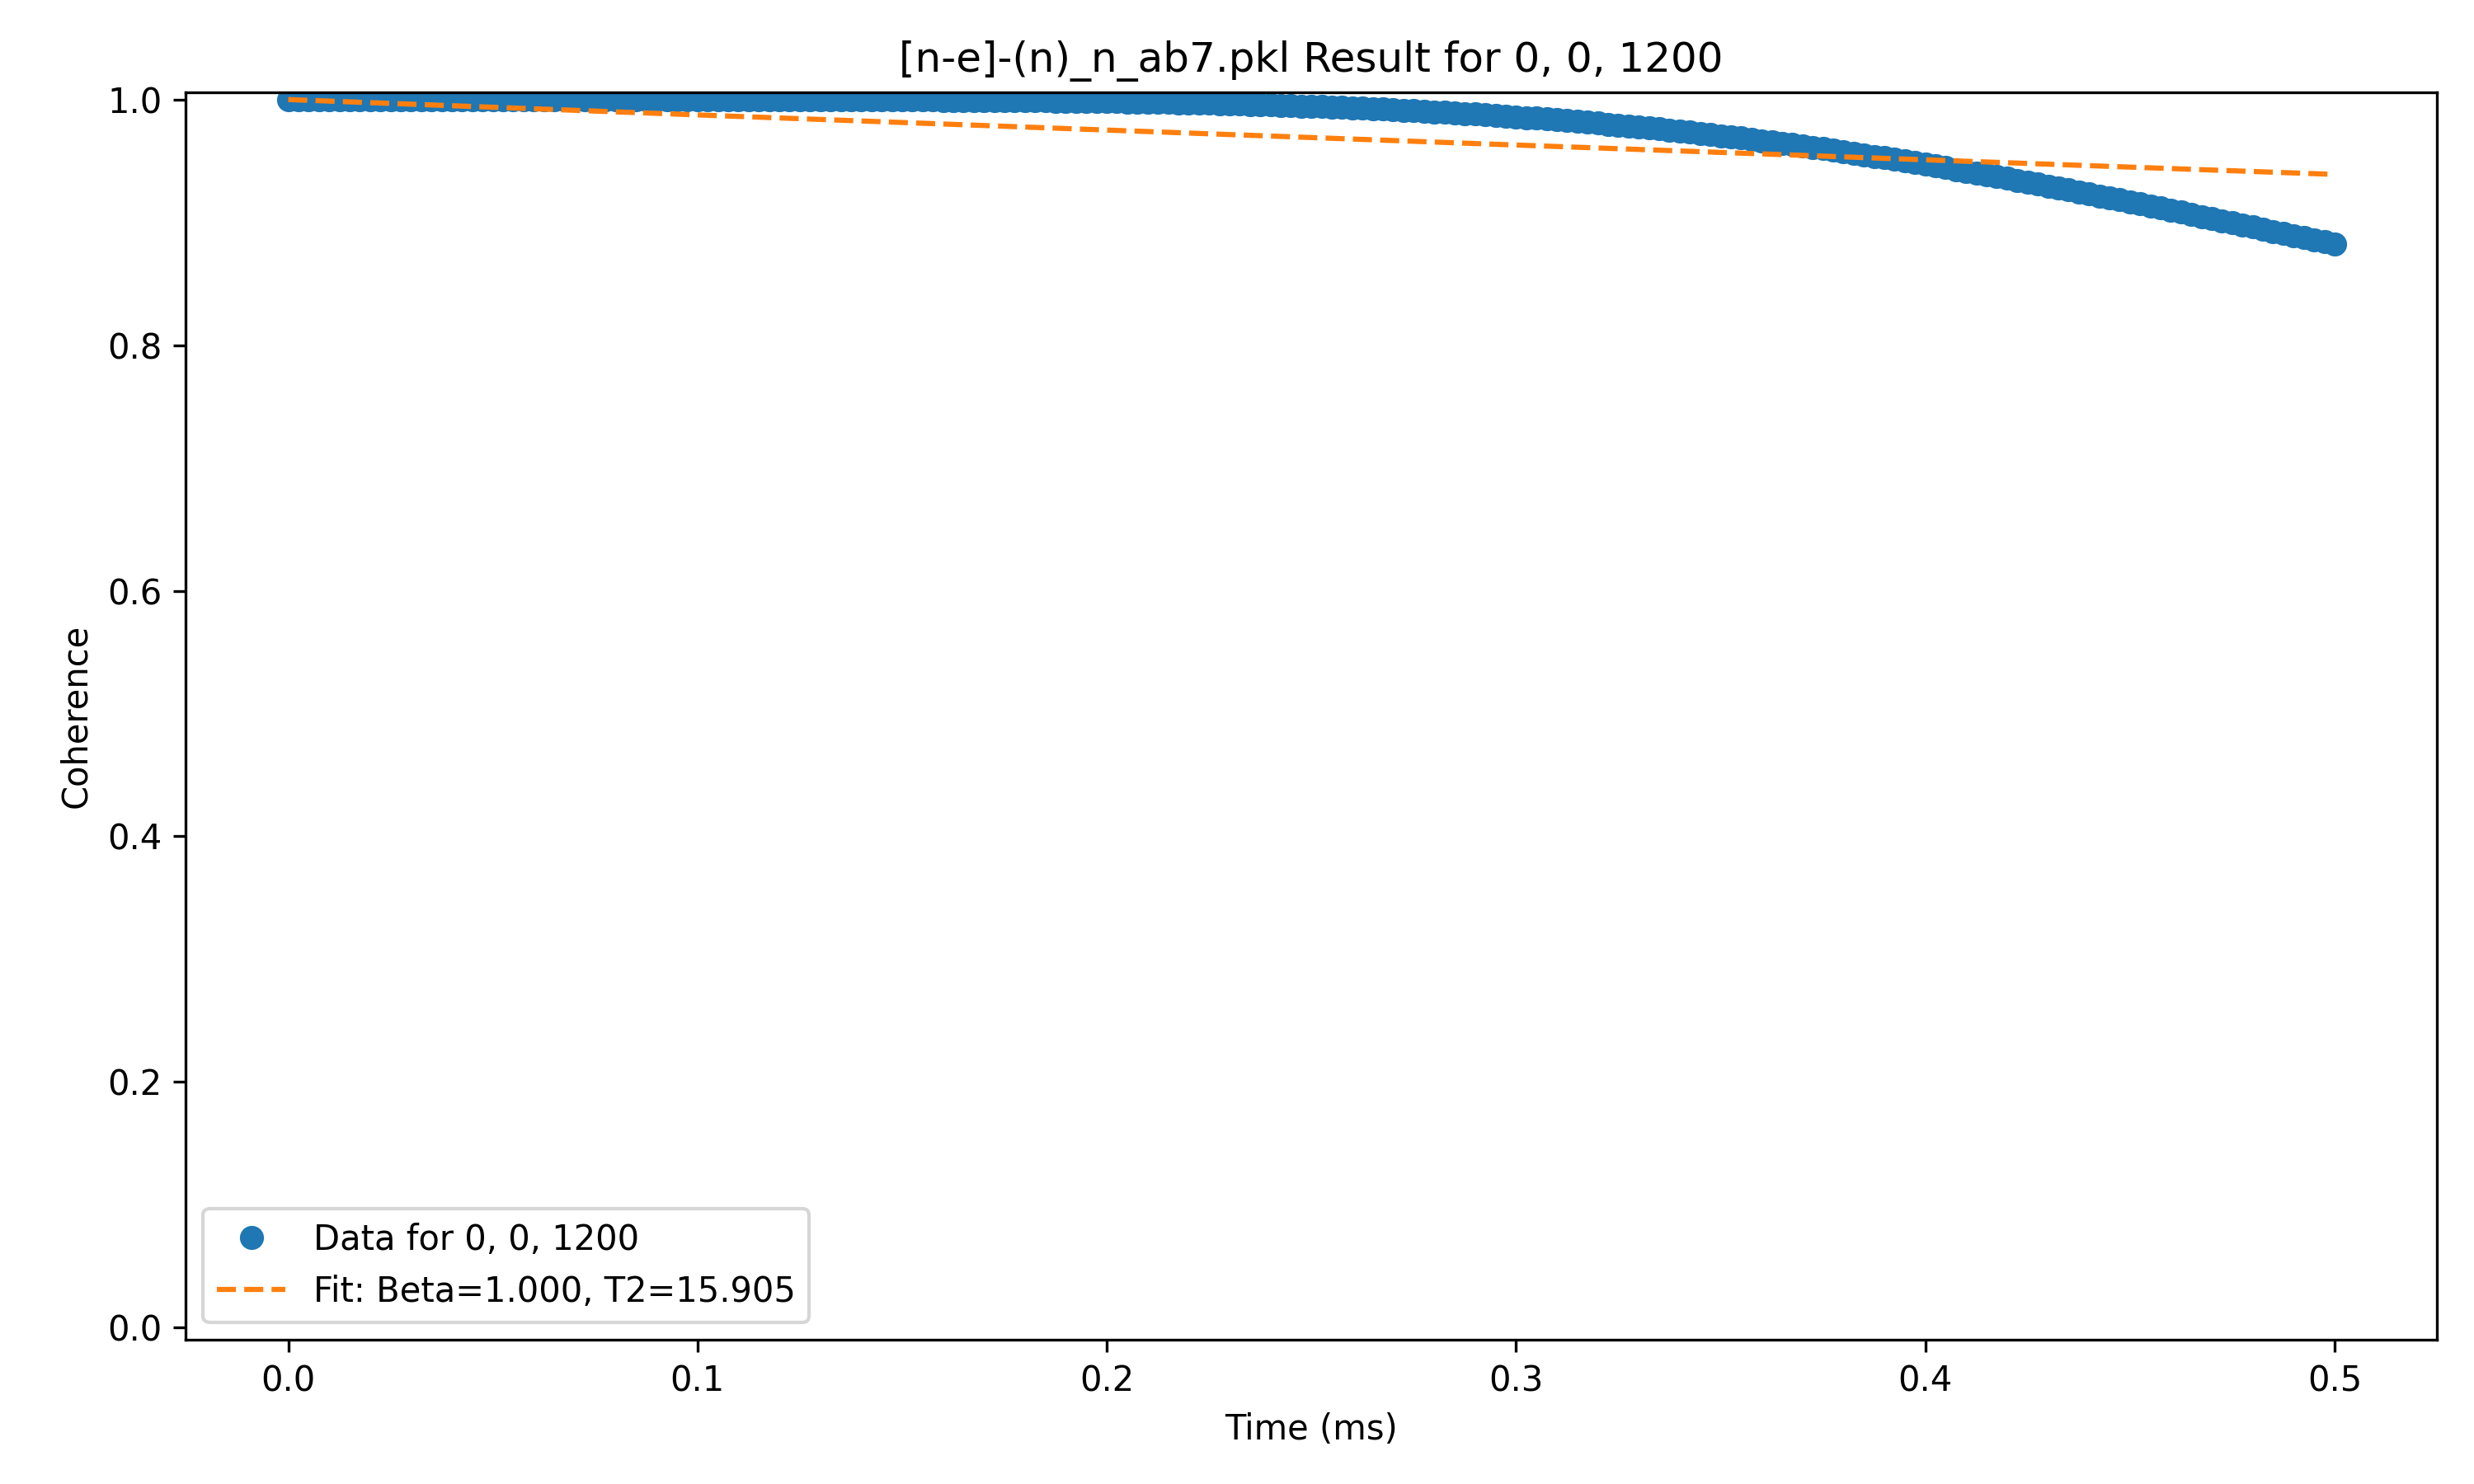 [n-e]-(n)_n_ab7.pkl Result for 0, 0, 1200
1.0
0.8
0.6
0.4
0.2
0.0
Coherence
Data for 0, 0, 1200
Fit: Beta=1.000, T2=15.905
0.0 0.1 0.2 0.3 0.4 0.5
Time (ms)